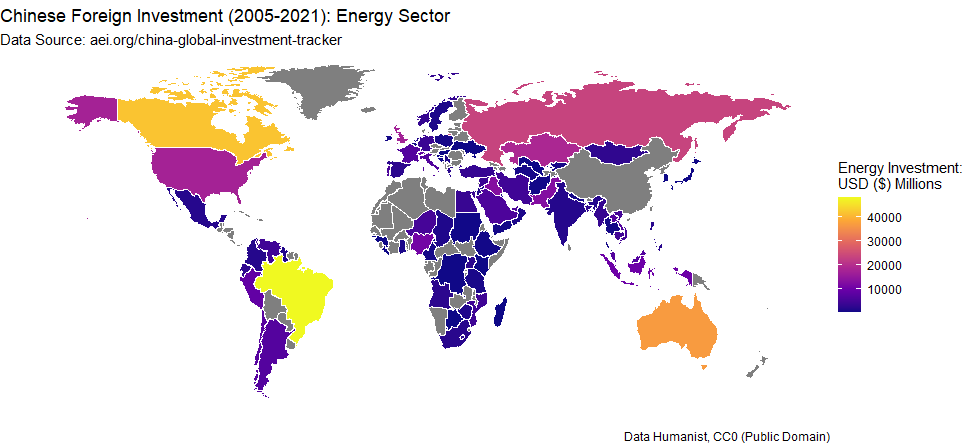 Chinese Foreign Investment (2005-2021): Energy Sector
Data Source: aei.org/china-global-investment-tracker
Energy Investment:
USD ($) Millions
40000
30000
20000
10000
Data Humanist, CC0 (Public Domain)